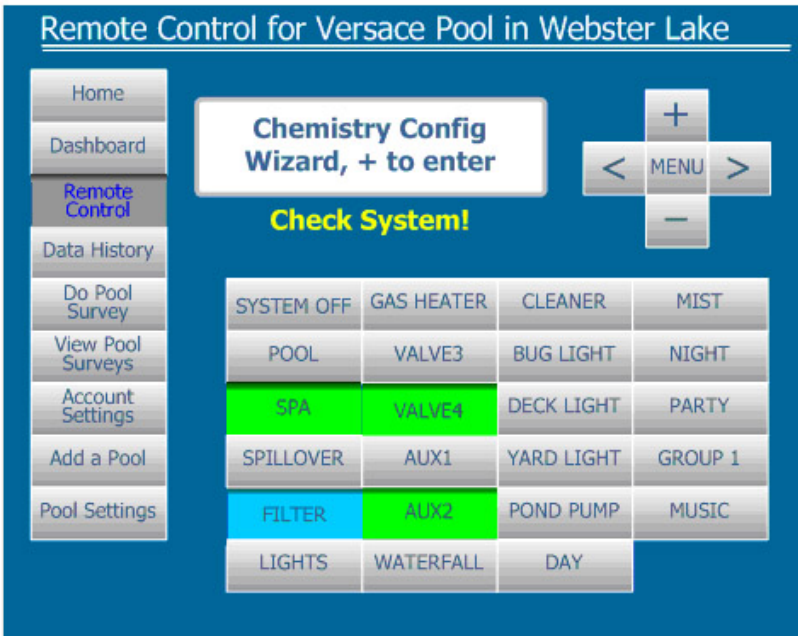 Remote Control for Versace Pool in Webster Lake
Home
Dashboard
Remote
Control
Data History
Do Pool
Survey
View Pool
Surveys
Account
Settings
Add a Pool
Pool Settings
Chemistry Config
Wizard, + to enter
Check System!
+
< MENU >
−
SYSTEM OFF GAS HEATER CLEANER MIST
POOL VALVE3 BUG LIGHT NIGHT
SPA VALVE4 DECK LIGHT PARTY
SPILLOVER AUX1 YARD LIGHT GROUP 1
FILTER AUX2 POND PUMP MUSIC
LIGHTS WATERFALL DAY